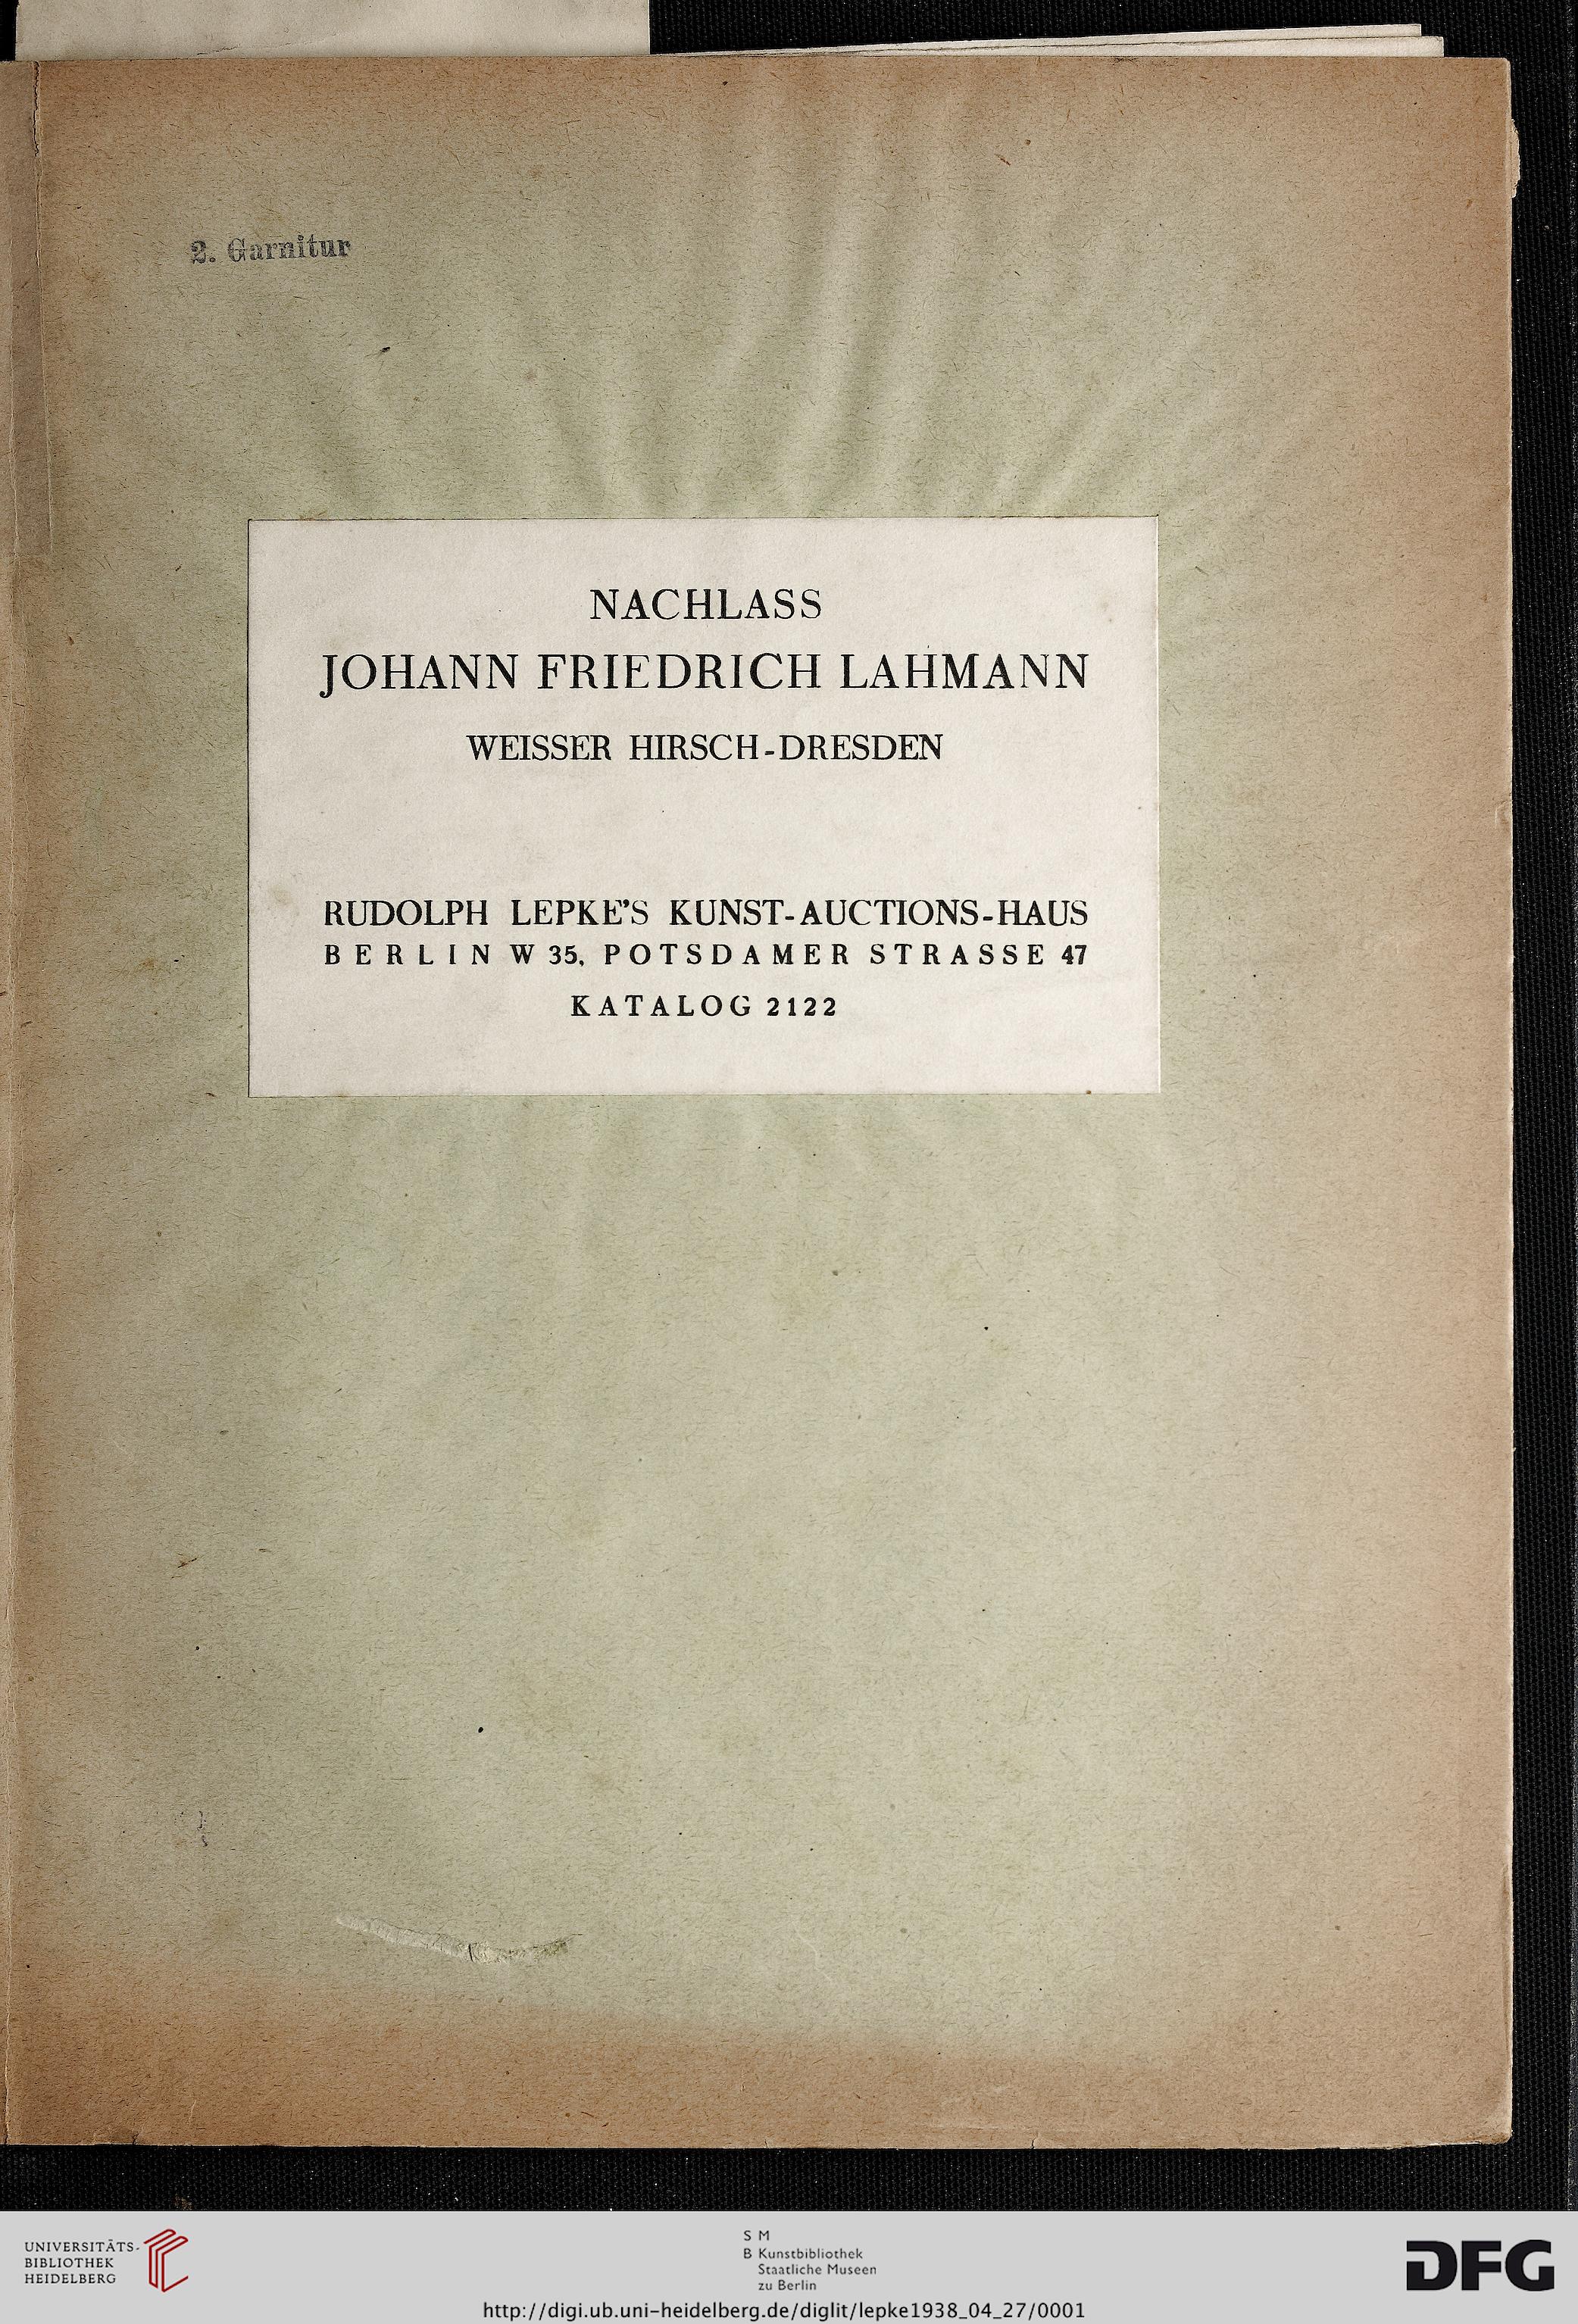 2. Garnitur
NACHLASS
JOHANN FRIEDRICH LAHMANN
WEISSER HIRSCH-DRESDEN
RUDOLPH LEPKE'S KUNST-AUCTIONS-HAUS
BERLIN W 35, POTSDAMER STRASSE 47
KATALOG 2122
UNIVERSITÄTS-
BIBLIOTHEK
HEIDELBERG
S M
B Kunstbibliothek
Staatliche Museen
zu Berlin
DFG
http://digi.ub.uni-heidelberg.de/diglit/lepke1938_04_27/0001